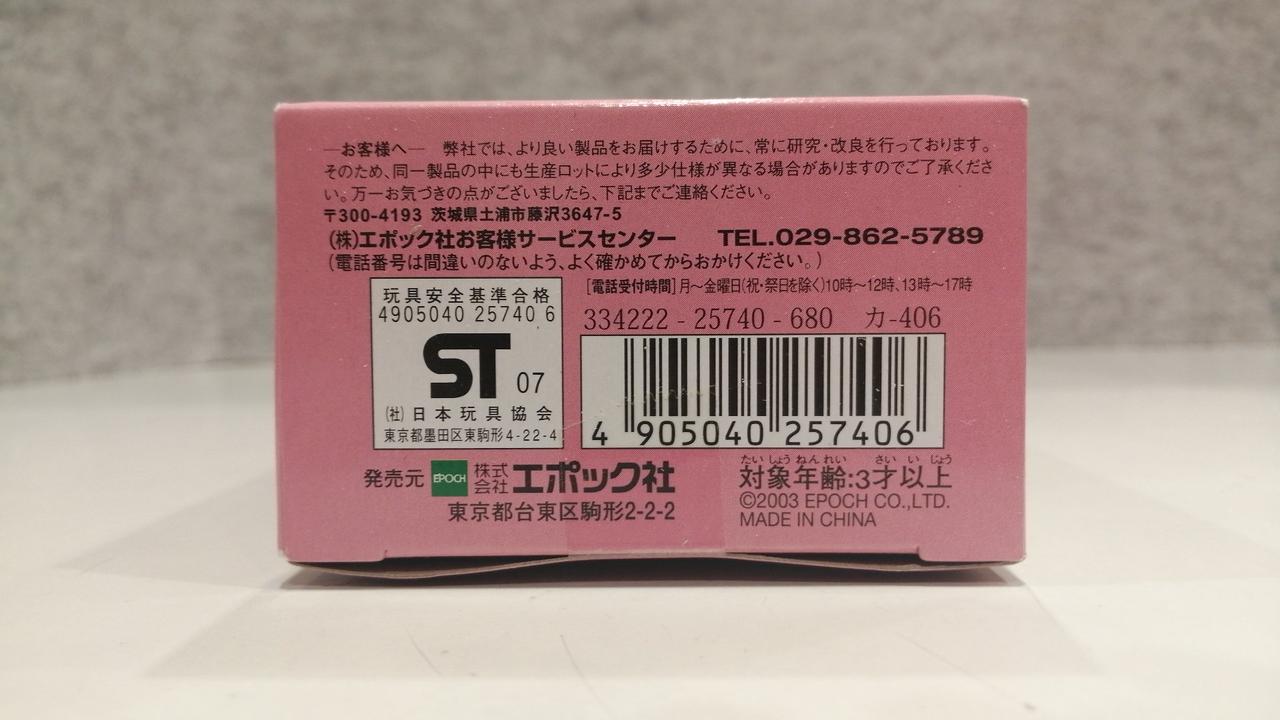 ―お客様へ― 弊社では、より良い製品をお届けするために、常に研究・改良を行っております。
そのため、同一製品の中にも生産ロットにより多少仕様が異なる場合がありますのでご了承くださ
い。万一お気づきの点がございましたら、下記までご連絡ください。
〒300-4193 茨城県土浦市藤沢3647-5
(株)エポック社お客様サービスセンター TEL.029-862-5789
(電話番号は間違いのないよう、よく確かめてからおかけください。)
[電話受付時間]月〜金曜日(祝・祭日を除く)10時〜12時、13時〜17時
玩具安全基準合格
4905040 25740 6
ST 07
(社)日本玩具協会
東京都墨田区東駒形4-22-4
334222 - 25740 - 680 カ-406
4 905040 257406
発売元 EPOCH 株式会社 エポック社
東京都台東区駒形2-2-2
たいしょうねんれい さいいじょう
対象年齢:3才以上
©2003 EPOCH CO.,LTD.
MADE IN CHINA